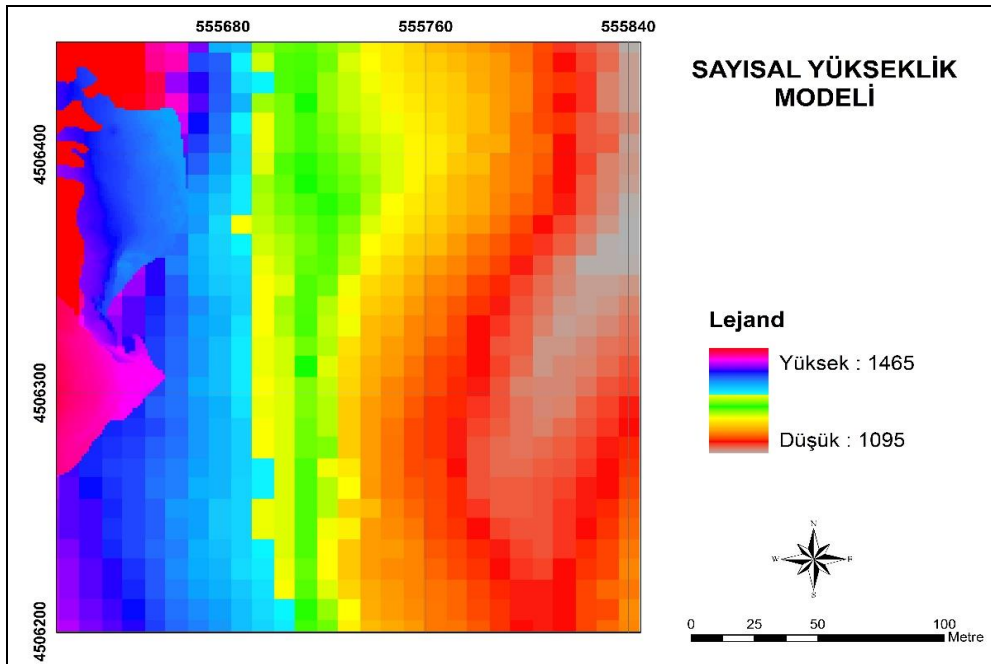 555680 555760 555840
SAYISAL YÜKSEKLİK
MODELİ
4506400
4506300
4506200
Lejand
Yüksek : 1465
Düşük : 1095
N
W E
S
0 25 50 100
Metre